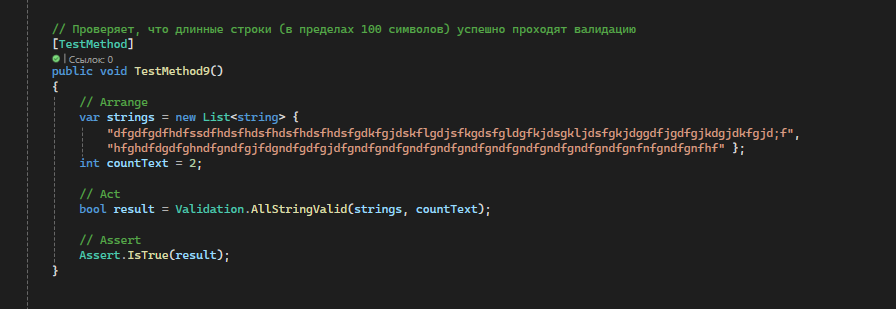 // Проверяет, что длинные строки (в пределах 100 символов) успешно проходят валидацию
[TestMethod]
| Ссылок: 0
public void TestMethod9()
{
// Arrange
var strings = new List<string> {
"dfgdfgdfhdfssdfhdsfhdsfhdsfhdsfhdsfgdkfgjdskflgdjsfkgdsfgldgfkjdsgkljdsfgkjdggdfjgdfgjkdgjdkfgjd;f",
"hfghdfdgdfghndfgndfgjfdgndfgdfgjdfgndfgndfgndfgndfgndfgndfgndfgndfgndfgndfgnfnfgndfgnfhf" };
int countText = 2;
// Act
bool result = Validation.AllStringValid(strings, countText);
// Assert
Assert.IsTrue(result);
}